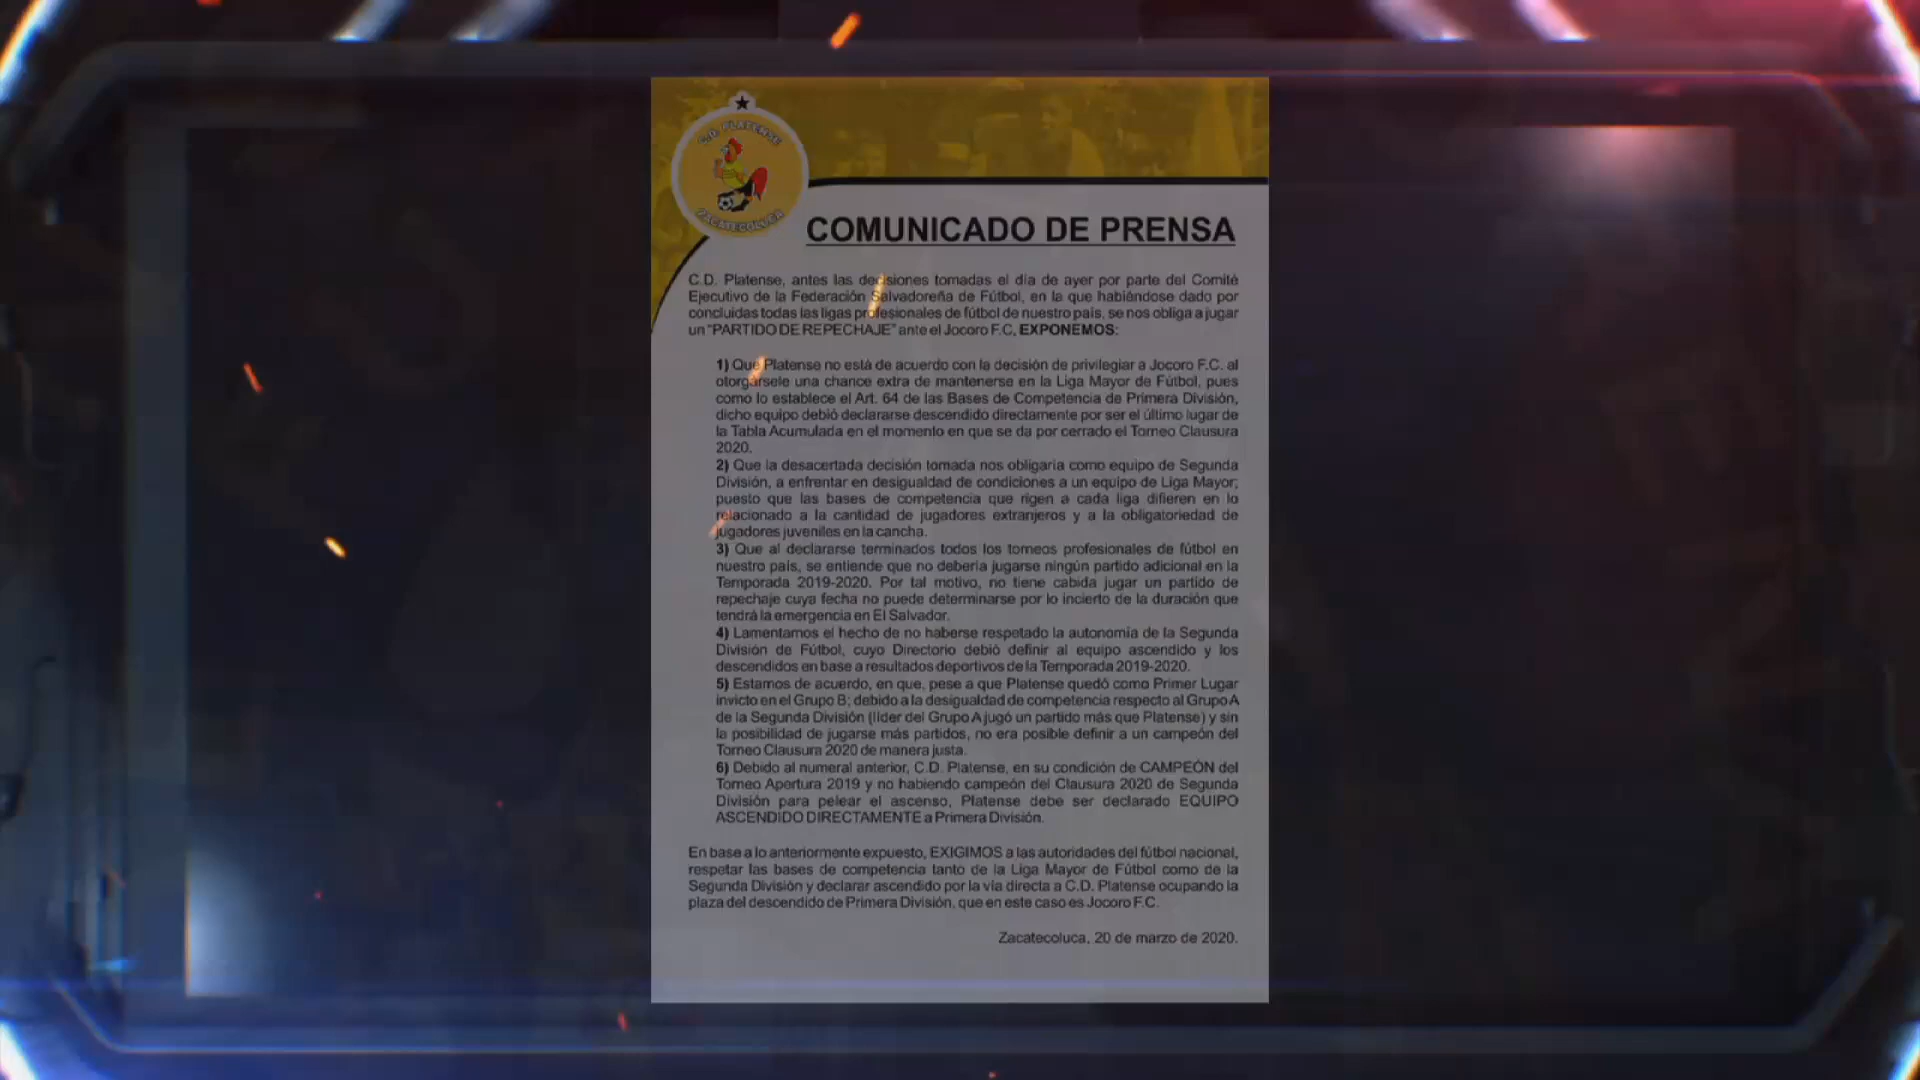 C.D. PLATENSE
ZACATECOLUCA
COMUNICADO DE PRENSA
C.D. Platense, antes las decisiones tomadas el día de ayer por parte del Comité
Ejecutivo de la Federación Salvadoreña de Fútbol, en la que habiéndose dado por
concluidas todas las ligas profesionales de fútbol de nuestro país, se nos obliga a jugar
un "PARTIDO DE REPECHAJE" ante el Jocoro F.C, EXPONEMOS:
1) Que Platense no está de acuerdo con la decisión de privilegiar a Jocoro F.C. al
otorgársele una chance extra de mantenerse en la Liga Mayor de Fútbol, pues
como lo establece el Art. 64 de las Bases de Competencia de Primera División,
dicho equipo debió declararse descendido directamente por ser el último lugar de
la Tabla Acumulada en el momento en que se da por cerrado el Torneo Clausura
2020.
2) Que la desacertada decisión tomada nos obligaría como equipo de Segunda
División, a enfrentar en desigualdad de condiciones a un equipo de Liga Mayor;
puesto que las bases de competencia que rigen a cada liga difieren en lo
relacionado a la cantidad de jugadores extranjeros y a la obligatoriedad de
jugadores juveniles en la cancha.
3) Que al declararse terminados todos los torneos profesionales de fútbol en
nuestro país, se entiende que no debería jugarse ningún partido adicional en la
Temporada 2019-2020. Por tal motivo, no tiene cabida jugar un partido de
repechaje cuya fecha no puede determinarse por lo incierto de la duración que
tendrá la emergencia en El Salvador.
4) Lamentamos el hecho de no haberse respetado la autonomía de la Segunda
División de Fútbol, cuyo Directorio debió definir al equipo ascendido y los
descendidos en base a resultados deportivos de la Temporada 2019-2020.
5) Estamos de acuerdo, en que, pese a que Platense quedó como Primer Lugar
invicto en el Grupo B; debido a la desigualdad de competencia respecto al Grupo A
de la Segunda División (líder del Grupo A jugó un partido más que Platense) y sin
la posibilidad de jugarse más partidos, no era posible definir a un campeón del
Torneo Clausura 2020 de manera justa.
6) Debido al numeral anterior, C.D. Platense, en su condición de CAMPEÓN del
Torneo Apertura 2019 y no habiendo campeón del Clausura 2020 de Segunda
División para pelear el ascenso, Platense debe ser declarado EQUIPO
ASCENDIDO DIRECTAMENTE a Primera División.
En base a lo anteriormente expuesto, EXIGIMOS a las autoridades del fútbol nacional,
respetar las bases de competencia tanto de la Liga Mayor de Fútbol como de la
Segunda División y declarar ascendido por la vía directa a C.D. Platense ocupando la
plaza del descendido de Primera División, que en este caso es Jocoro F.C.
Zacatecoluca, 20 de marzo de 2020.